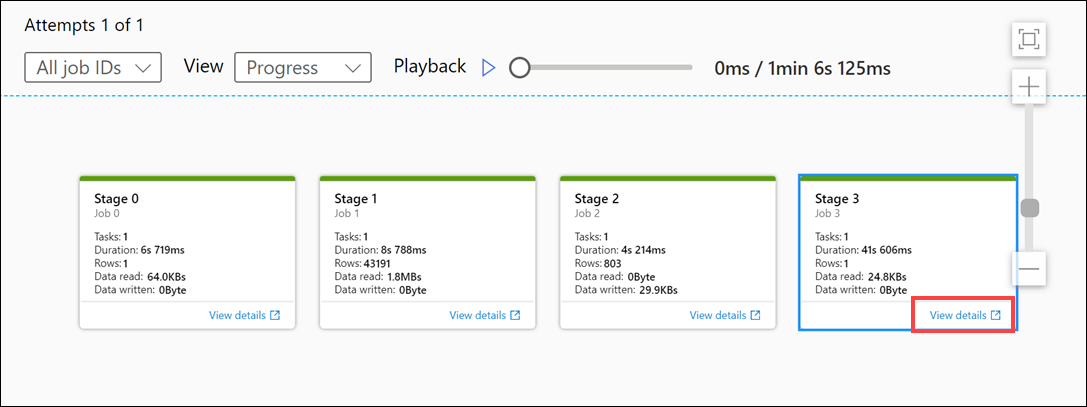 Attempts 1 of 1
All job IDs View Progress Playback 0ms / 1min 6s 125ms
Stage 0
Job 0
Tasks: 1
Duration: 6s 719ms
Rows: 1
Data read: 64.0KBs
Data written: 0Byte
View details
Stage 1
Job 1
Tasks: 1
Duration: 8s 788ms
Rows: 43191
Data read: 1.8MBs
Data written: 0Byte
View details
Stage 2
Job 2
Tasks: 1
Duration: 4s 214ms
Rows: 803
Data read: 0Byte
Data written: 29.9KBs
View details
Stage 3
Job 3
Tasks: 1
Duration: 41s 606ms
Rows: 1
Data read: 24.8KBs
Data written: 0Byte
View details